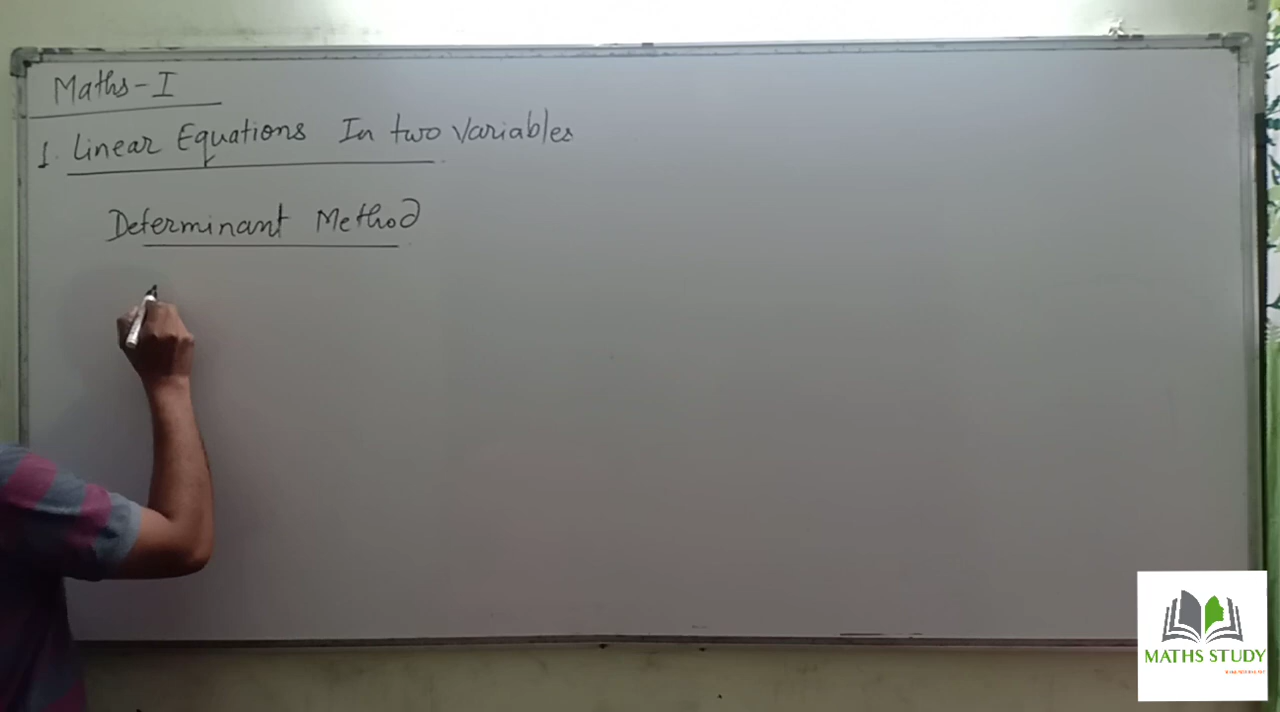 Maths-I
1. Linear Equations In two Variables
Determinant Method
MATHS STUDY